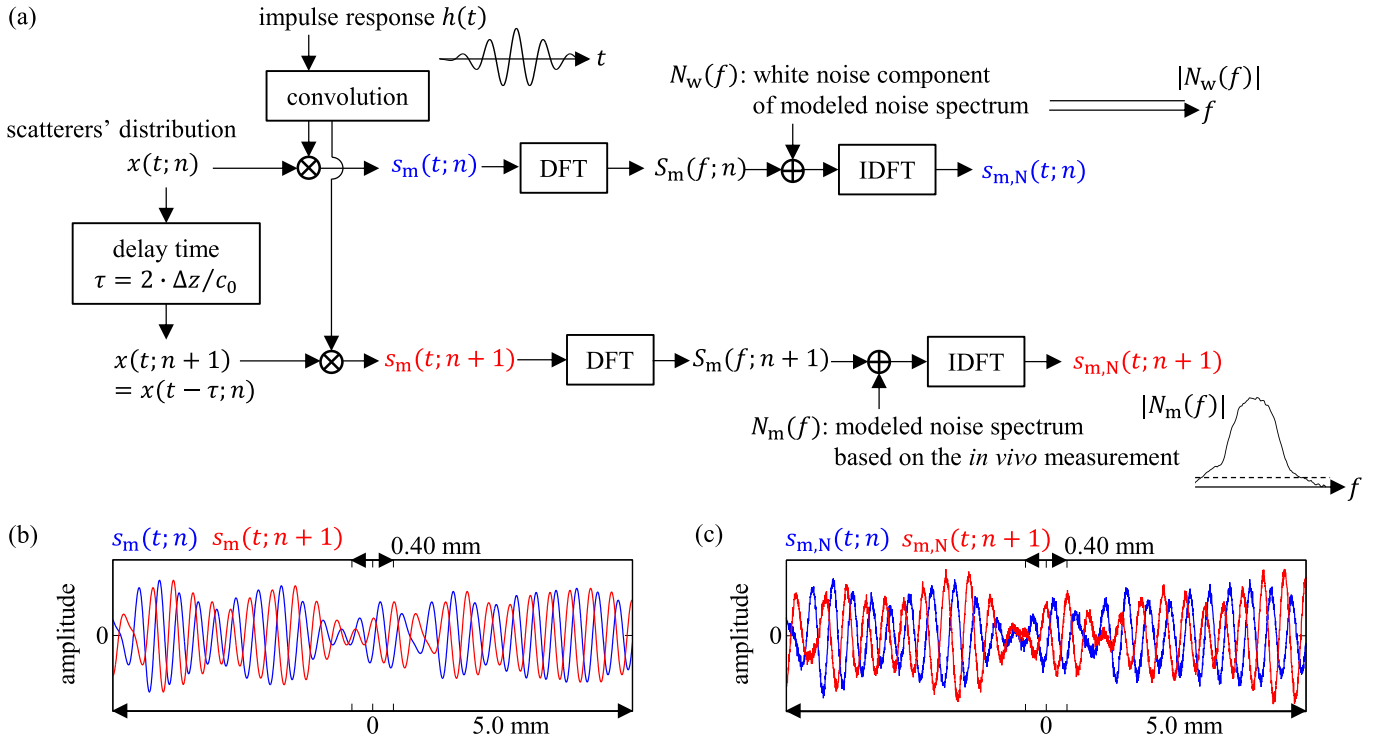 (a)
impulse response h(t)
t
convolution
N_w(f): white noise component
of modeled noise spectrum
|N_w(f)|
f
scatterers’ distribution
x(t; n)
s_m(t; n)
DFT
S_m(f; n)
IDFT
s_m,N(t; n)
delay time
τ = 2 · Δz/c_0
x(t; n + 1)
= x(t − τ; n)
s_m(t; n + 1)
DFT
S_m(f; n + 1)
IDFT
s_m,N(t; n + 1)
N_m(f): modeled noise spectrum
based on the in vivo measurement
|N_m(f)|
f
(b)
s_m(t; n) s_m(t; n + 1)
0.40 mm
amplitude
0
0
5.0 mm
(c)
s_m,N(t; n) s_m,N(t; n + 1)
0.40 mm
amplitude
0
0
5.0 mm